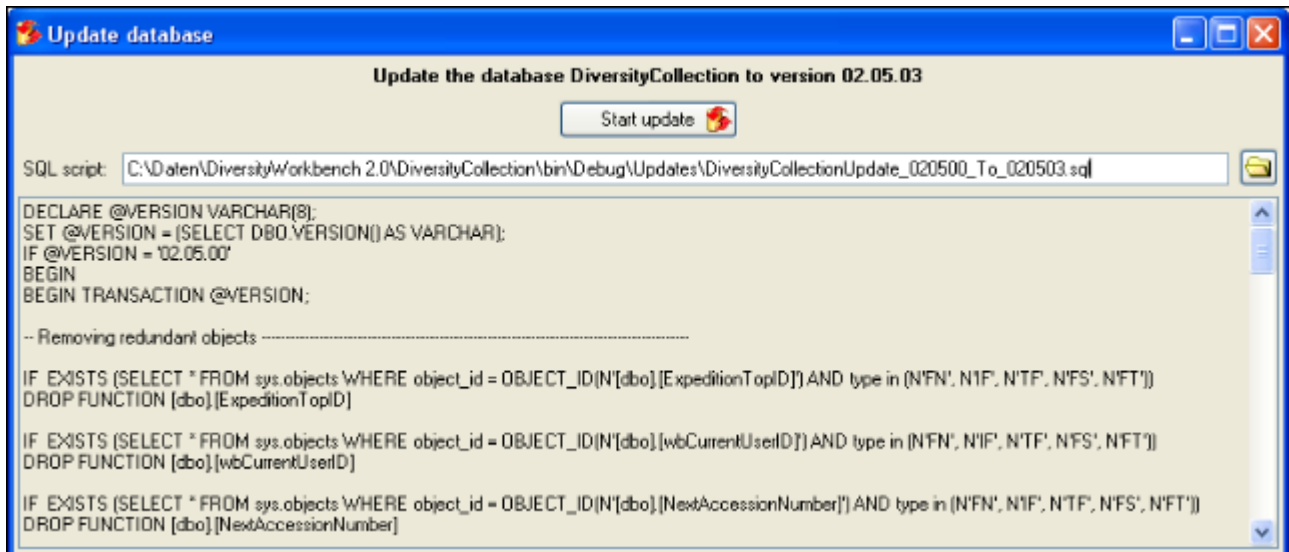 Update database
Update the database DiversityCollection to version 02.05.03
Start update
SQL script: C:\Daten\DiversityWorkbench 2.0\DiversityCollection\bin\Debug\Updates\DiversityCollectionUpdate_020500_To_020503.sql
DECLARE @VERSION VARCHAR(8);
SET @VERSION = (SELECT DBO.VERSION() AS VARCHAR);
IF @VERSION = '02.05.00'
BEGIN
BEGIN TRANSACTION @VERSION;
-- Removing redundant objects ------------------------------------------------------------------------------------------
IF EXISTS (SELECT * FROM sys.objects WHERE object_id = OBJECT_ID(N'[dbo].[ExpeditionTopID]') AND type in (N'FN', N'IF', N'TF', N'FS', N'FT'))
DROP FUNCTION [dbo].[ExpeditionTopID]
IF EXISTS (SELECT * FROM sys.objects WHERE object_id = OBJECT_ID(N'[dbo].[wbCurrentUserID]') AND type in (N'FN', N'IF', N'TF', N'FS', N'FT'))
DROP FUNCTION [dbo].[wbCurrentUserID]
IF EXISTS (SELECT * FROM sys.objects WHERE object_id = OBJECT_ID(N'[dbo].[NextAccessionNumber]') AND type in (N'FN', N'IF', N'TF', N'FS', N'FT'))
DROP FUNCTION [dbo].[NextAccessionNumber]